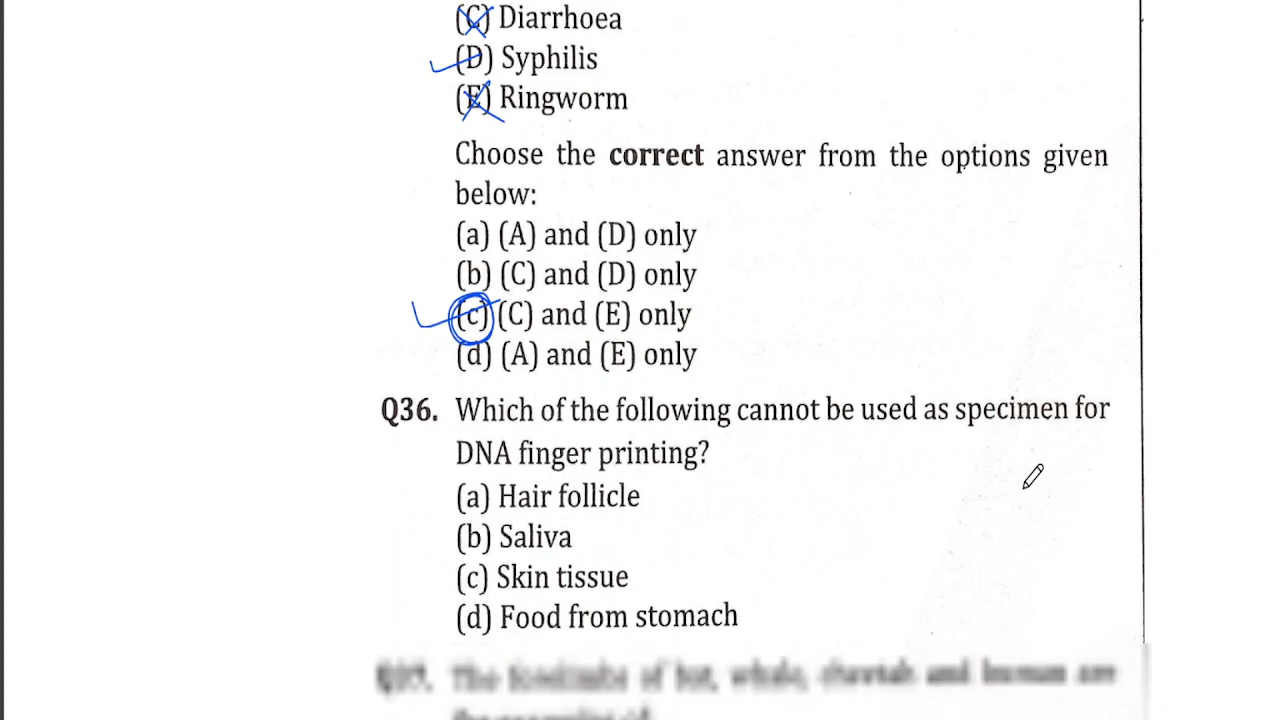 (C) Diarrhoea
(D) Syphilis
(E) Ringworm
Choose the correct answer from the options given
below:
(a) (A) and (D) only
(b) (C) and (D) only
(c) (C) and (E) only
(d) (A) and (E) only
Q36. Which of the following cannot be used as specimen for
DNA finger printing?
(a) Hair follicle
(b) Saliva
(c) Skin tissue
(d) Food from stomach